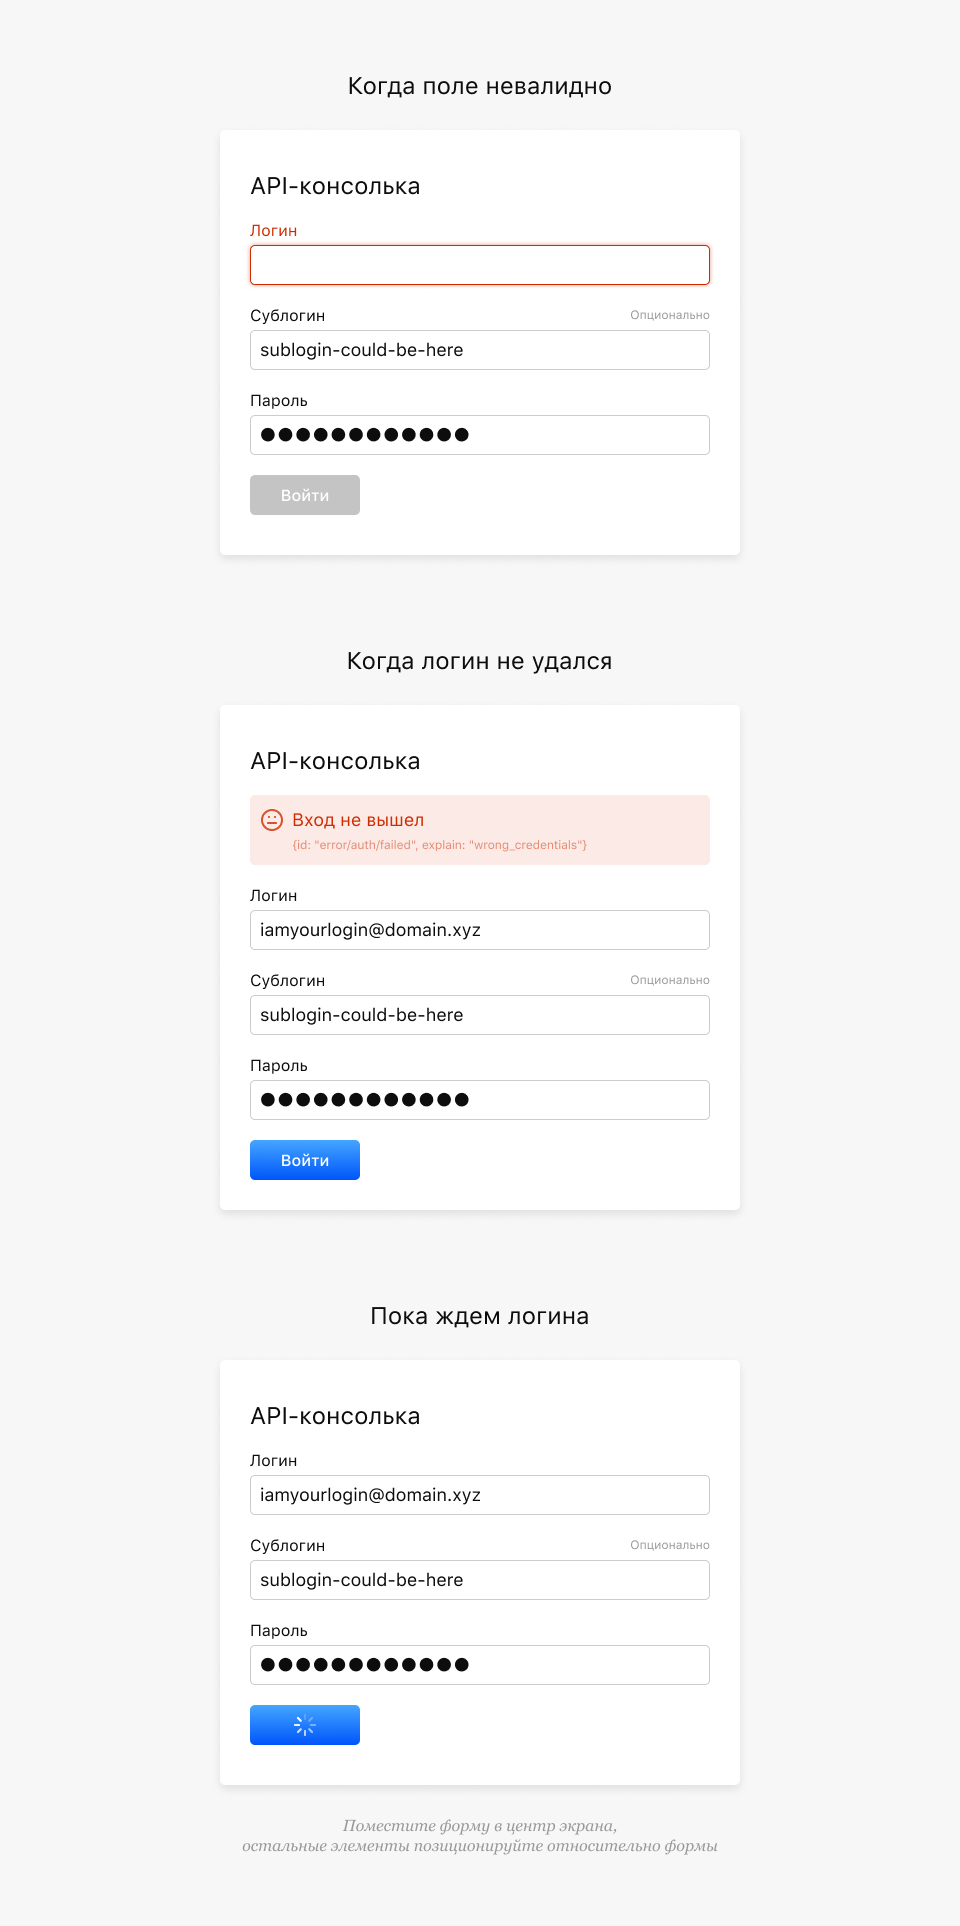 Когда поле невалидно
API-консолька
Логин
Сублогин Опционально
sublogin-could-be-here
Пароль
●●●●●●●●●●●●
Войти
Когда логин не удался
API-консолька
Вход не вышел
{id: "error/auth/failed", explain: "wrong_credentials"}
Логин
iamyourlogin@domain.xyz
Сублогин Опционально
sublogin-could-be-here
Пароль
●●●●●●●●●●●●
Войти
Пока ждем логина
API-консолька
Логин
iamyourlogin@domain.xyz
Сублогин Опционально
sublogin-could-be-here
Пароль
●●●●●●●●●●●●
Поместите форму в центр экрана,
остальные элементы позиционируйте относительно формы